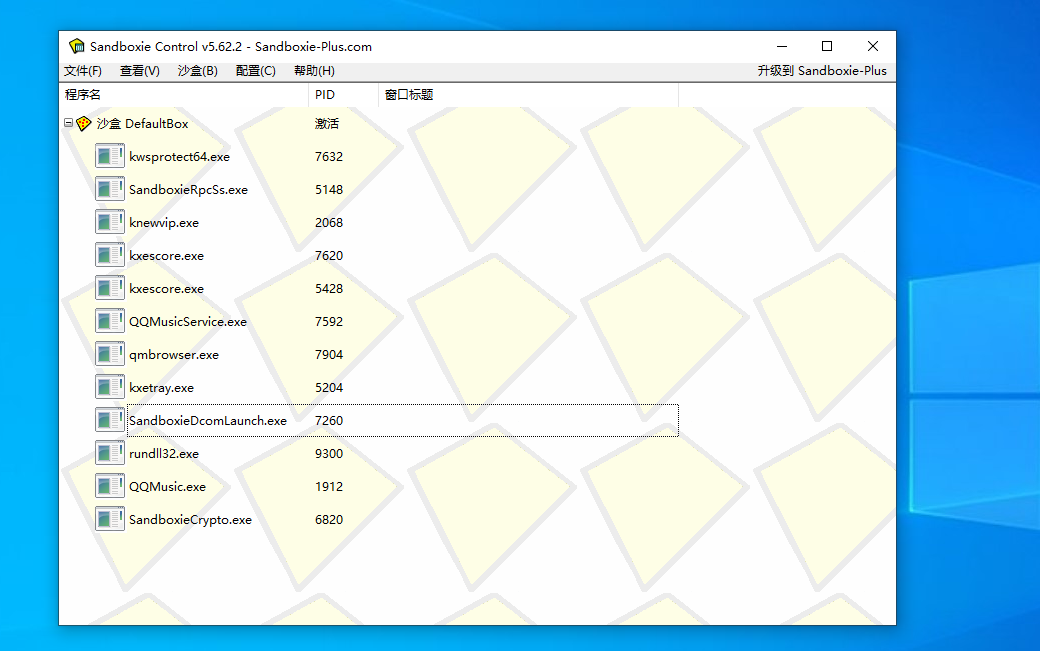 Sandboxie Control v5.62.2 - Sandboxie-Plus.com
文件(F) 查看(V) 沙盒(B) 配置(C) 帮助(H) 升级到 Sandboxie-Plus
程序名 PID 窗口标题
沙盒 DefaultBox 激活
kwsprotect64.exe 7632
SandboxieRpcSs.exe 5148
knewvip.exe 2068
kxescore.exe 7620
kxescore.exe 5428
QQMusicService.exe 7592
qmbrowser.exe 7904
kxetray.exe 5204
SandboxieDcomLaunch.exe 7260
rundll32.exe 9300
QQMusic.exe 1912
SandboxieCrypto.exe 6820